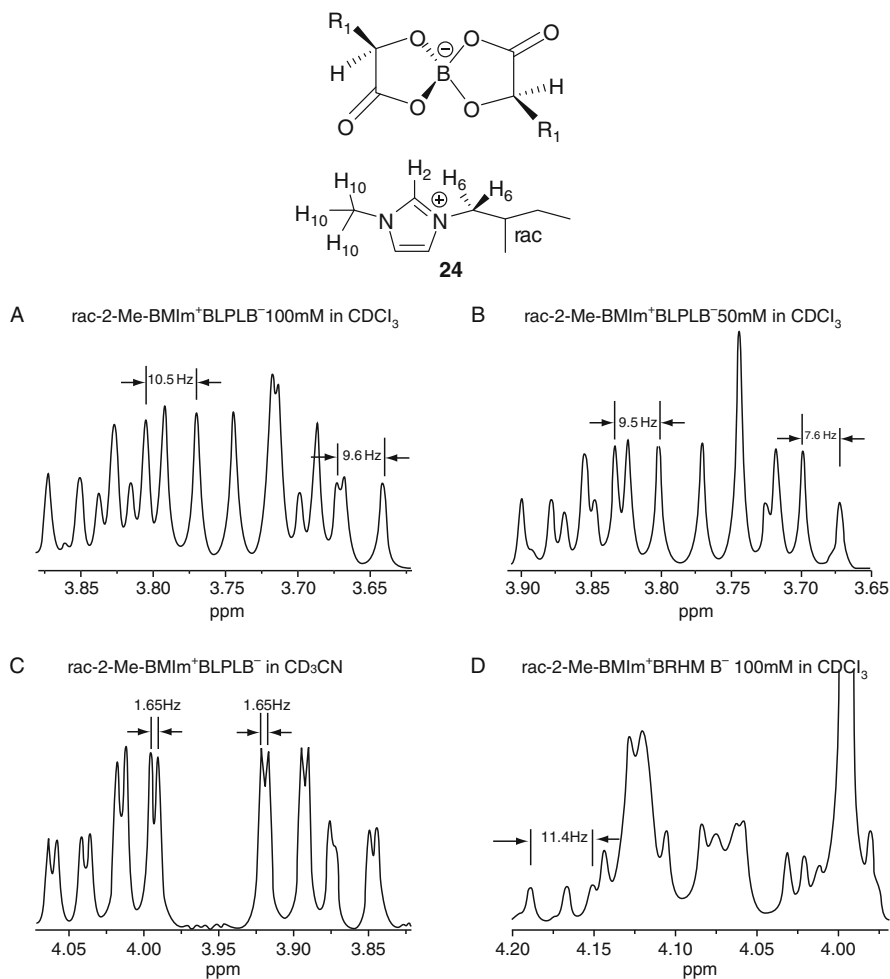 R1
O
O
O
⊖
H
B
O
O
H
O
R1
H2
H10
H6
H6
⊕
H10
N
N
H10
rac
24
A
rac-2-Me-BMIm+BLPLB−100mM in CDCl3
10.5 Hz
9.6 Hz
3.85 3.80 3.75 3.70 3.65
ppm
B
rac-2-Me-BMIm+BLPLB−50mM in CDCl3
9.5 Hz
7.6 Hz
3.90 3.85 3.80 3.75 3.70 3.65
ppm
C
rac-2-Me-BMIm+BLPLB− in CD3CN
1.65Hz
1.65Hz
4.05 4.00 3.95 3.90 3.85
ppm
D
rac-2-Me-BMIm+BRHM B− 100mM in CDCl3
11.4Hz
4.20 4.15 4.10 4.05 4.00
ppm